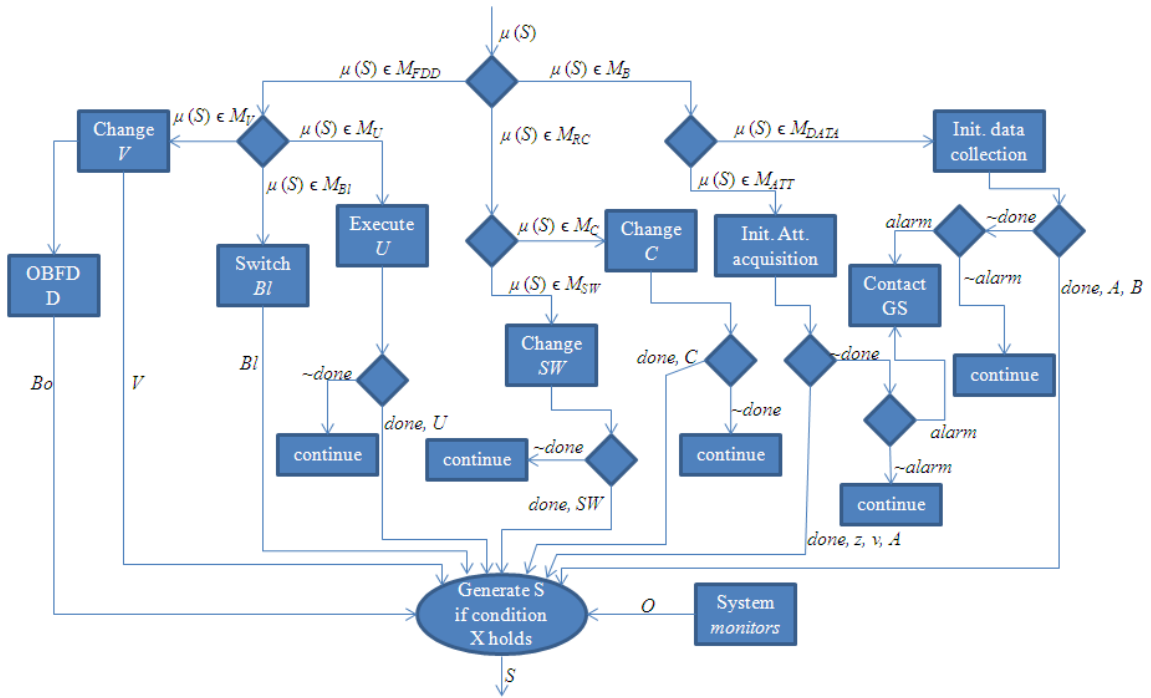 μ (S)
μ (S) ϵ M_FDD
μ (S) ϵ M_B
μ (S) ϵ M_V
μ (S) ϵ M_U
μ (S) ϵ M_RC
μ (S) ϵ M_DATA
Change
V
Init. data
collection
μ (S) ϵ M_Bl
μ (S) ϵ M_ATT
Execute
U
μ (S) ϵ M_C
Change
C
Init. Att.
acquisition
alarm
~done
OBFD
D
Switch
Bl
μ (S) ϵ M_SW
Contact
GS
~alarm
done, A, B
Change
SW
Bo
V
Bl
~done
done, C
~done
continue
done, U
~done
alarm
continue
continue
~done
continue
~alarm
continue
done, SW
done, z, v, A
Generate S
if condition
X holds
O
System
monitors
S